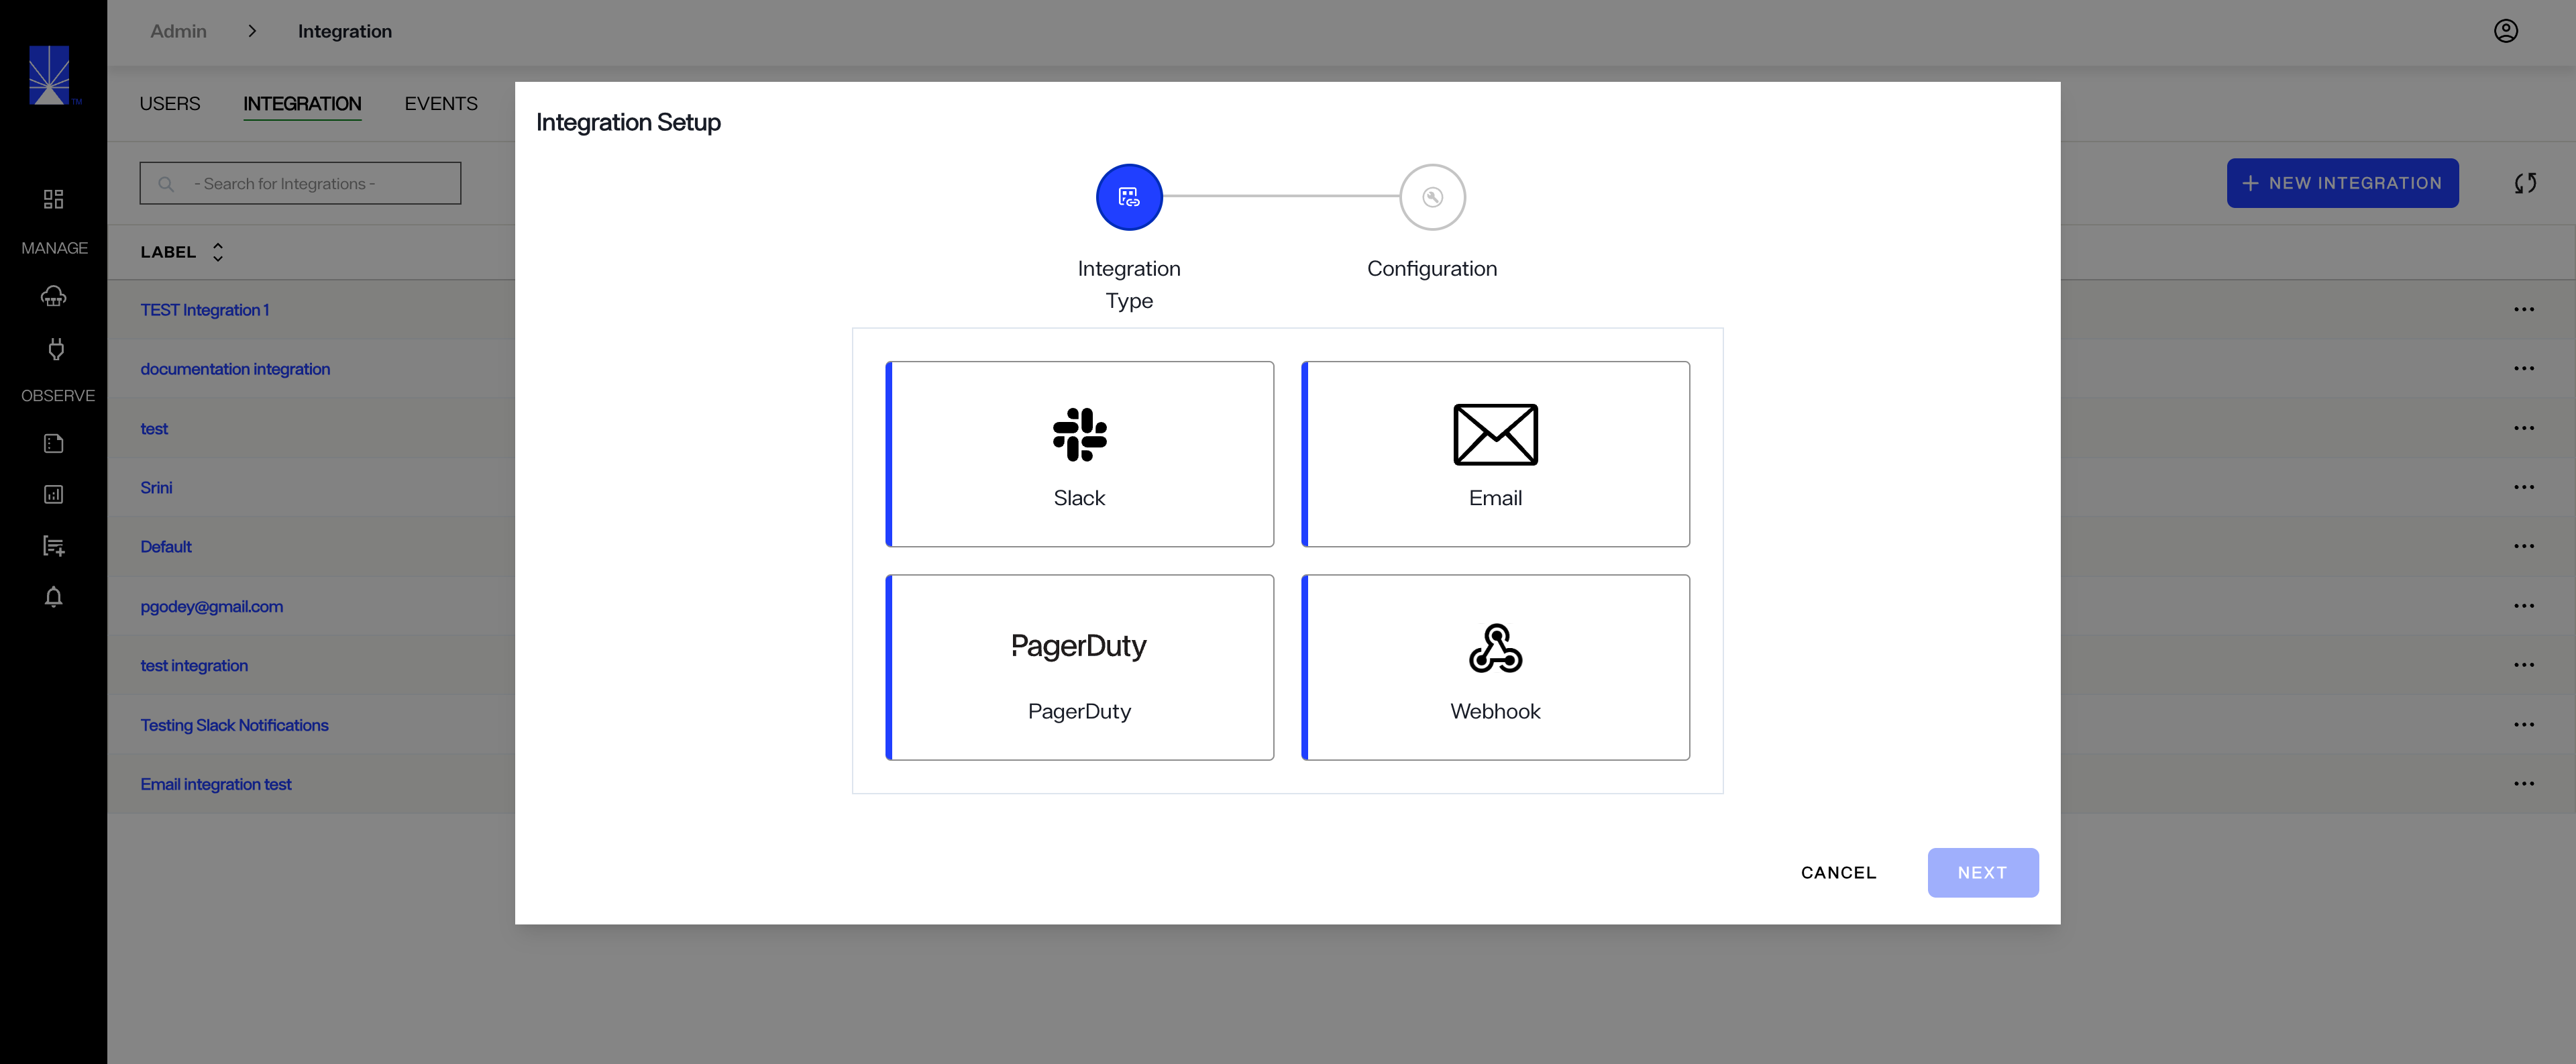 Admin
Integration
TM
USERS
INTEGRATION
EVENTS
- Search for Integrations -
NEW INTEGRATION
MANAGE
OBSERVE
LABEL
TEST Integration 1
documentation integration
test
Srini
Default
pgodey@gmail.com
test integration
Testing Slack Notifications
Email integration test
Integration Setup
Integration
Type
Configuration
Slack
Email
PagerDuty
PagerDuty
Webhook
CANCEL
NEXT